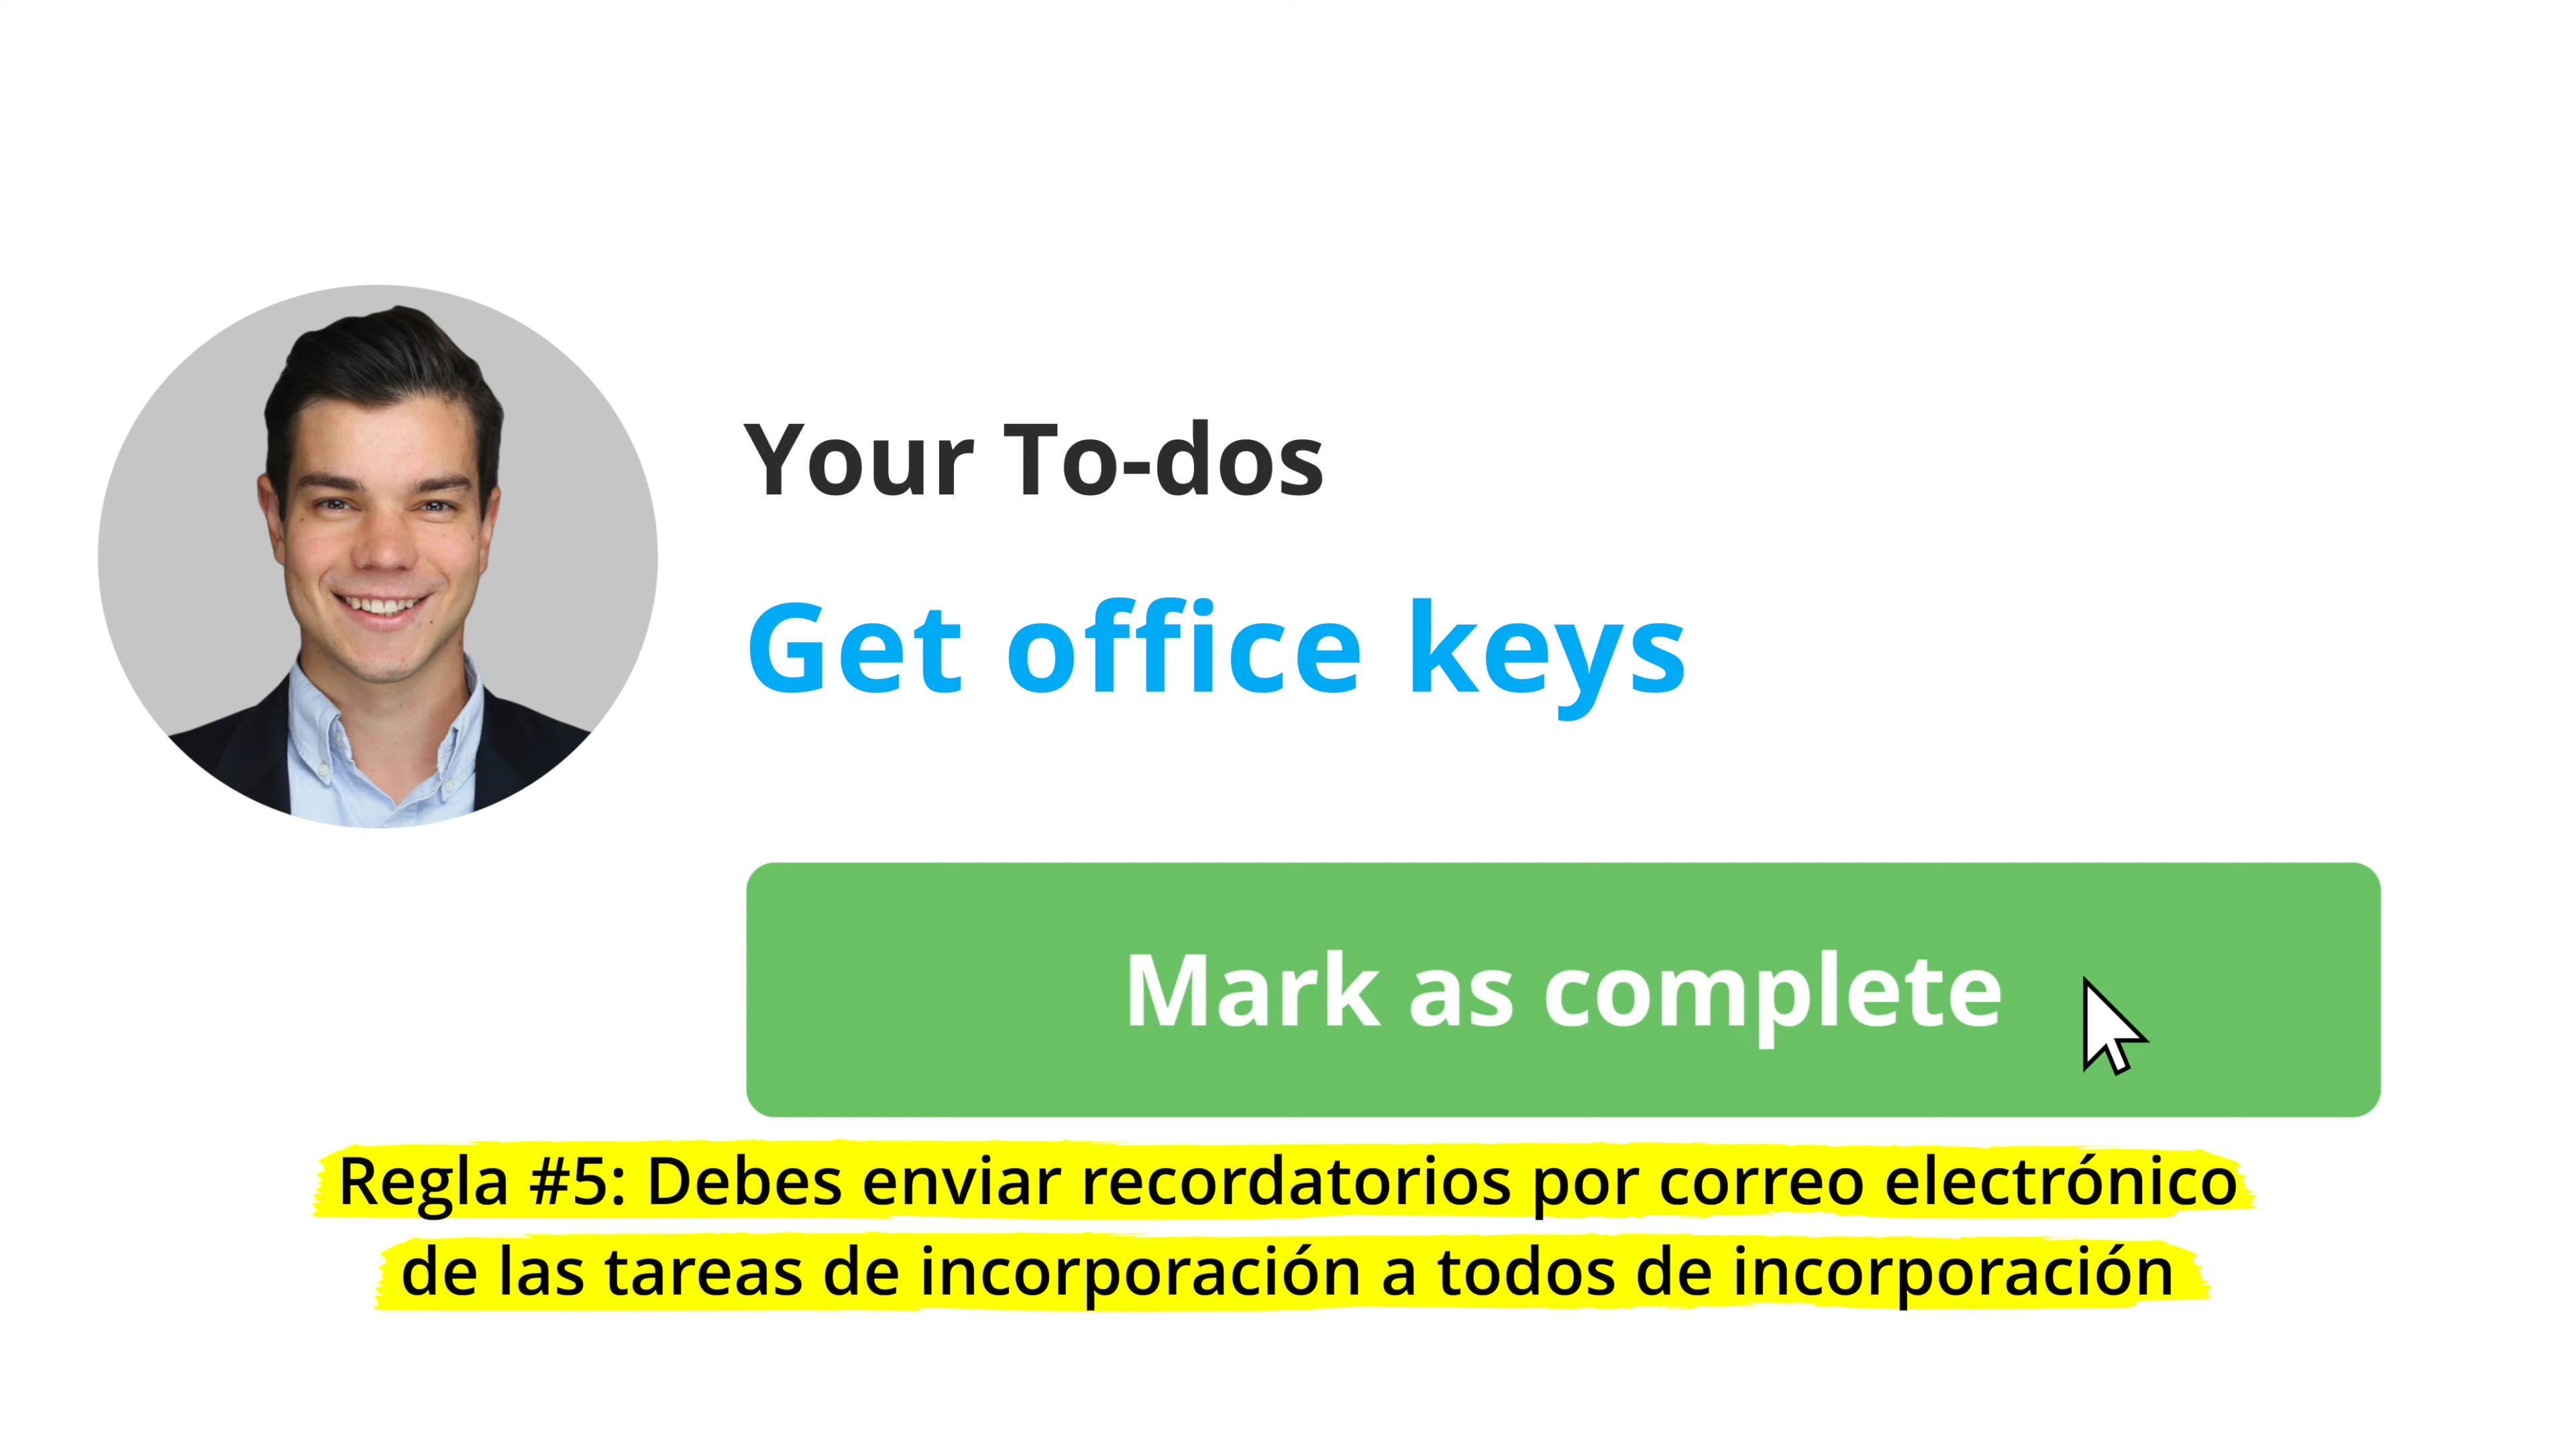 Your To-dos
Get office keys
Mark as complete
Regla #5: Debes enviar recordatorios por correo electrónico
de las tareas de incorporación a todos de incorporación